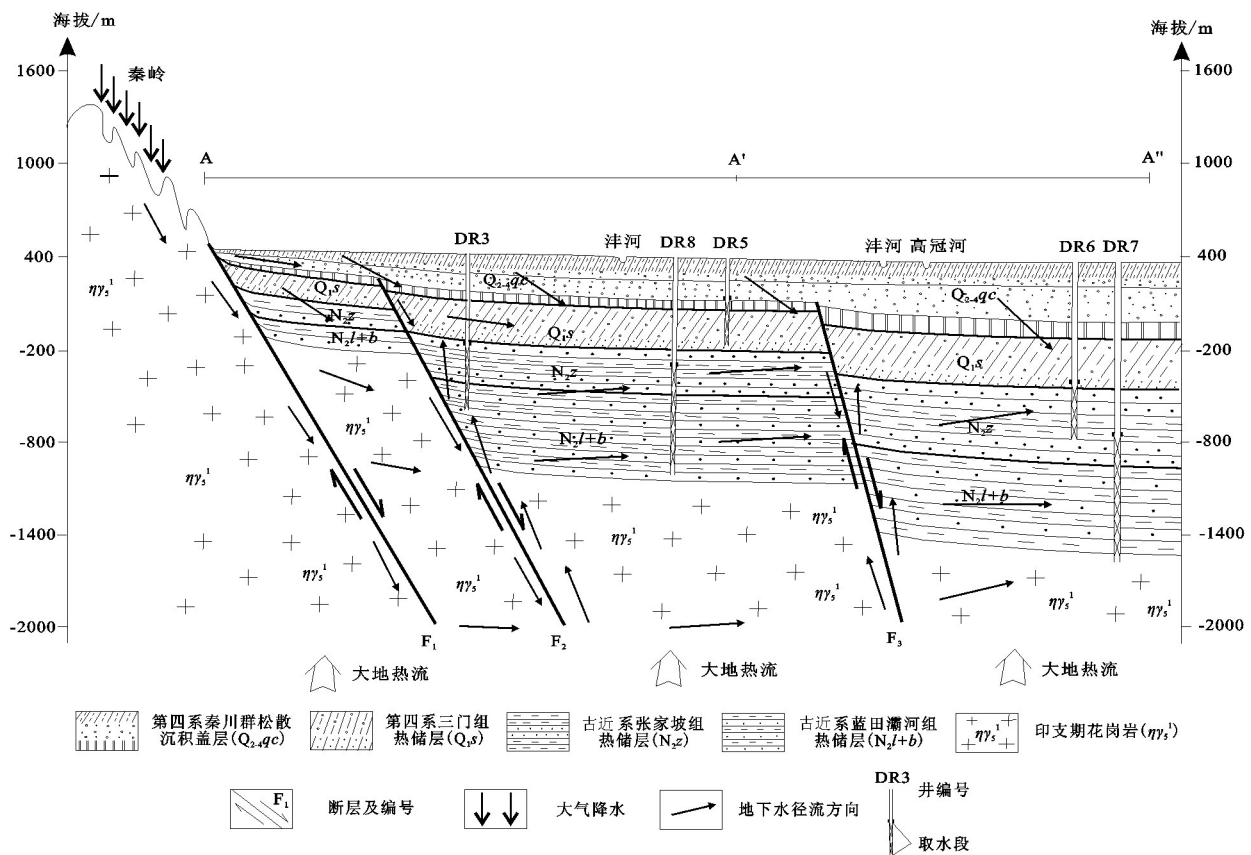 海拔/m
海拔/m
1600
秦岭
1600
1000
A
A'
A"
1000
400
DR3
沣河
DR8
DR5
沣河 高冠河
DR6
DR7
400
Q₂₋₄qc
Q₂₋₄qc
Q₁s
ηγ₅¹
N₂z
Q₁s
-200
N₂l+b
-200
Q₁s
N₂z
ηγ₅¹
N₂z
-800
N₂l+b
-800
ηγ₅¹
N₂l+b
-1400
ηγ₅¹
ηγ₅¹
-1400
ηγ₅¹
ηγ₅¹
ηγ₅¹
ηγ₅¹
ηγ₅¹
-2000
F₁
F₂
F₃
-2000
大地热流
大地热流
大地热流
第四系秦川群松散
沉积盖层(Q₂₋₄qc)
第四系三门组
热储层(Q₁s)
古近系张家坡组
热储层(N₂z)
古近系蓝田灞河组
热储层(N₂l+b)
ηγ₅¹
印支期花岗岩(ηγ₅¹)
F₁
断层及编号
大气降水
地下水径流方向
DR3
井编号
取水段